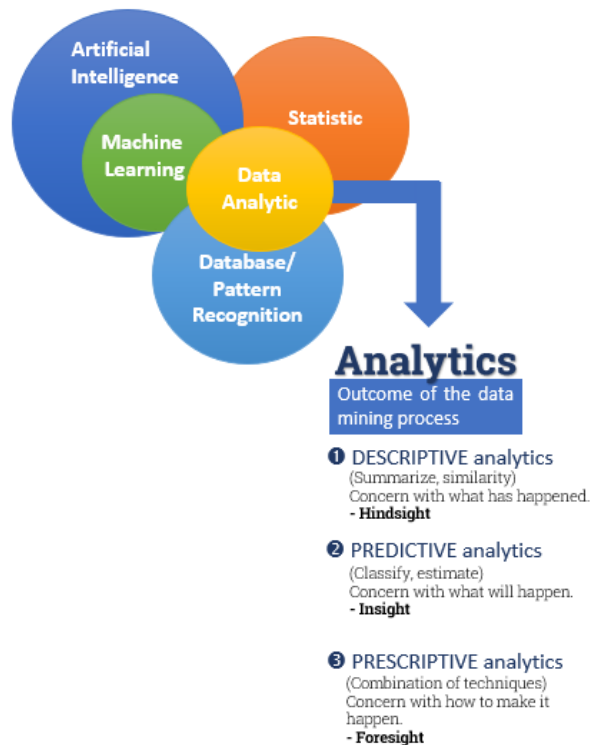 Artificial
Intelligence
Statistic
Machine
Learning
Data
Analytic
Database/
Pattern
Recognition
Analytics
Outcome of the data
mining process
❶ DESCRIPTIVE analytics
(Summarize, similarity)
Concern with what has happened.
- Hindsight
❷ PREDICTIVE analytics
(Classify, estimate)
Concern with what will happen.
- Insight
❸ PRESCRIPTIVE analytics
(Combination of techniques)
Concern with how to make it
happen.
- Foresight